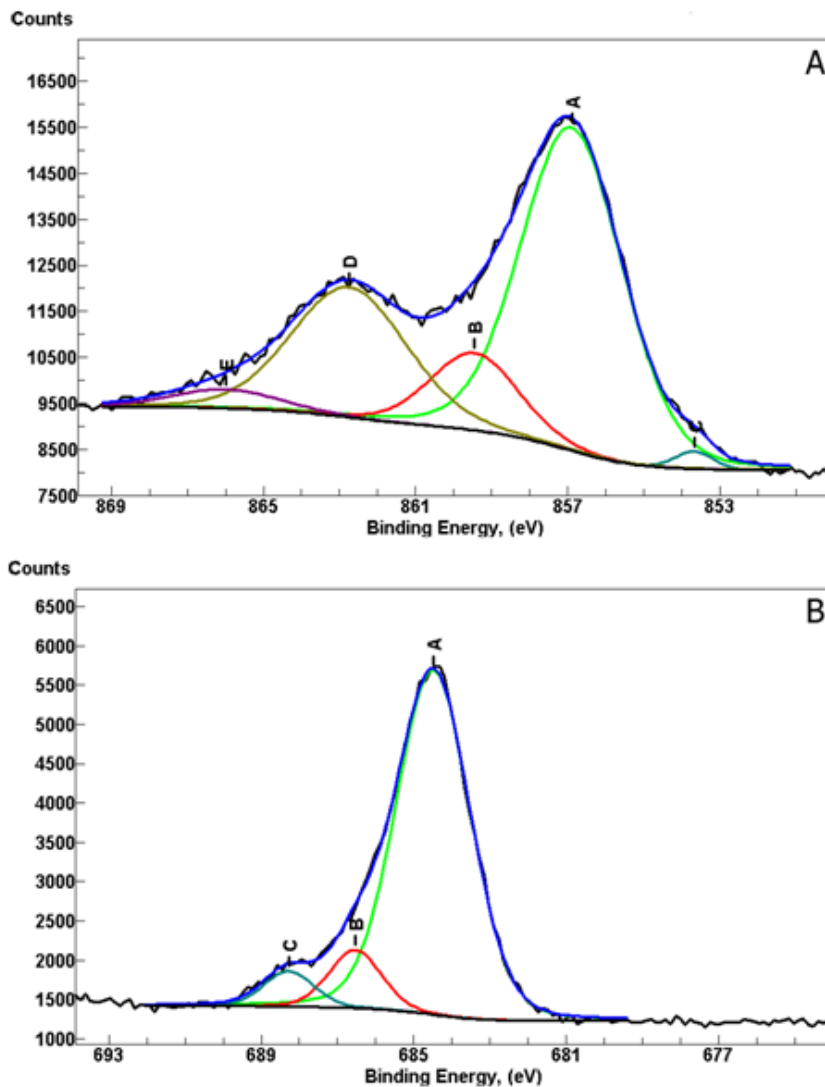 Counts
A
16500
15500
14500
13500
12500
11500
10500
9500
8500
7500
A
B
C
D
E
869 865 861 857 853
Binding Energy, (eV)
Counts
B
6500
6000
5500
5000
4500
4000
3500
3000
2500
2000
1500
1000
A
B
C
693 689 685 681 677
Binding Energy, (eV)